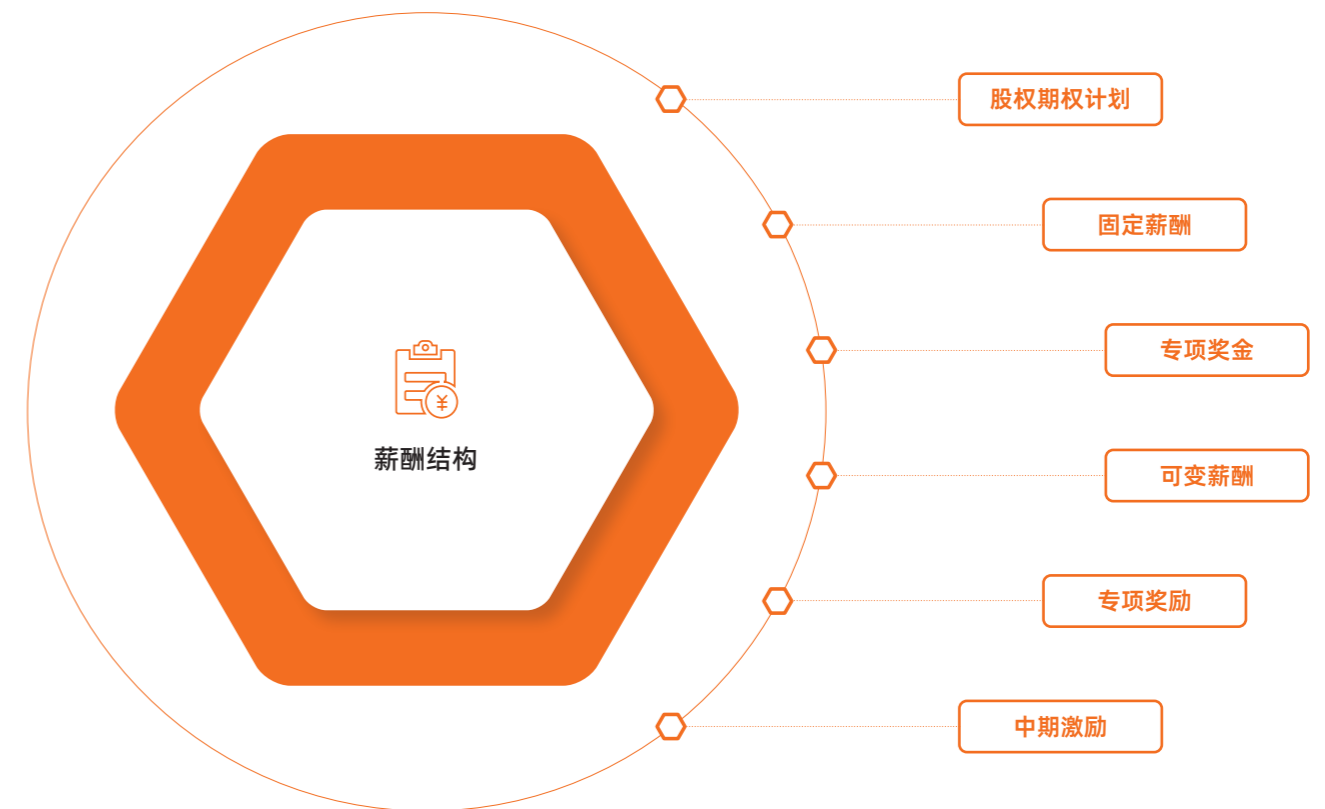 股权期权计划
固定薪酬
专项奖金
¥
薪酬结构
可变薪酬
专项奖励
中期激励